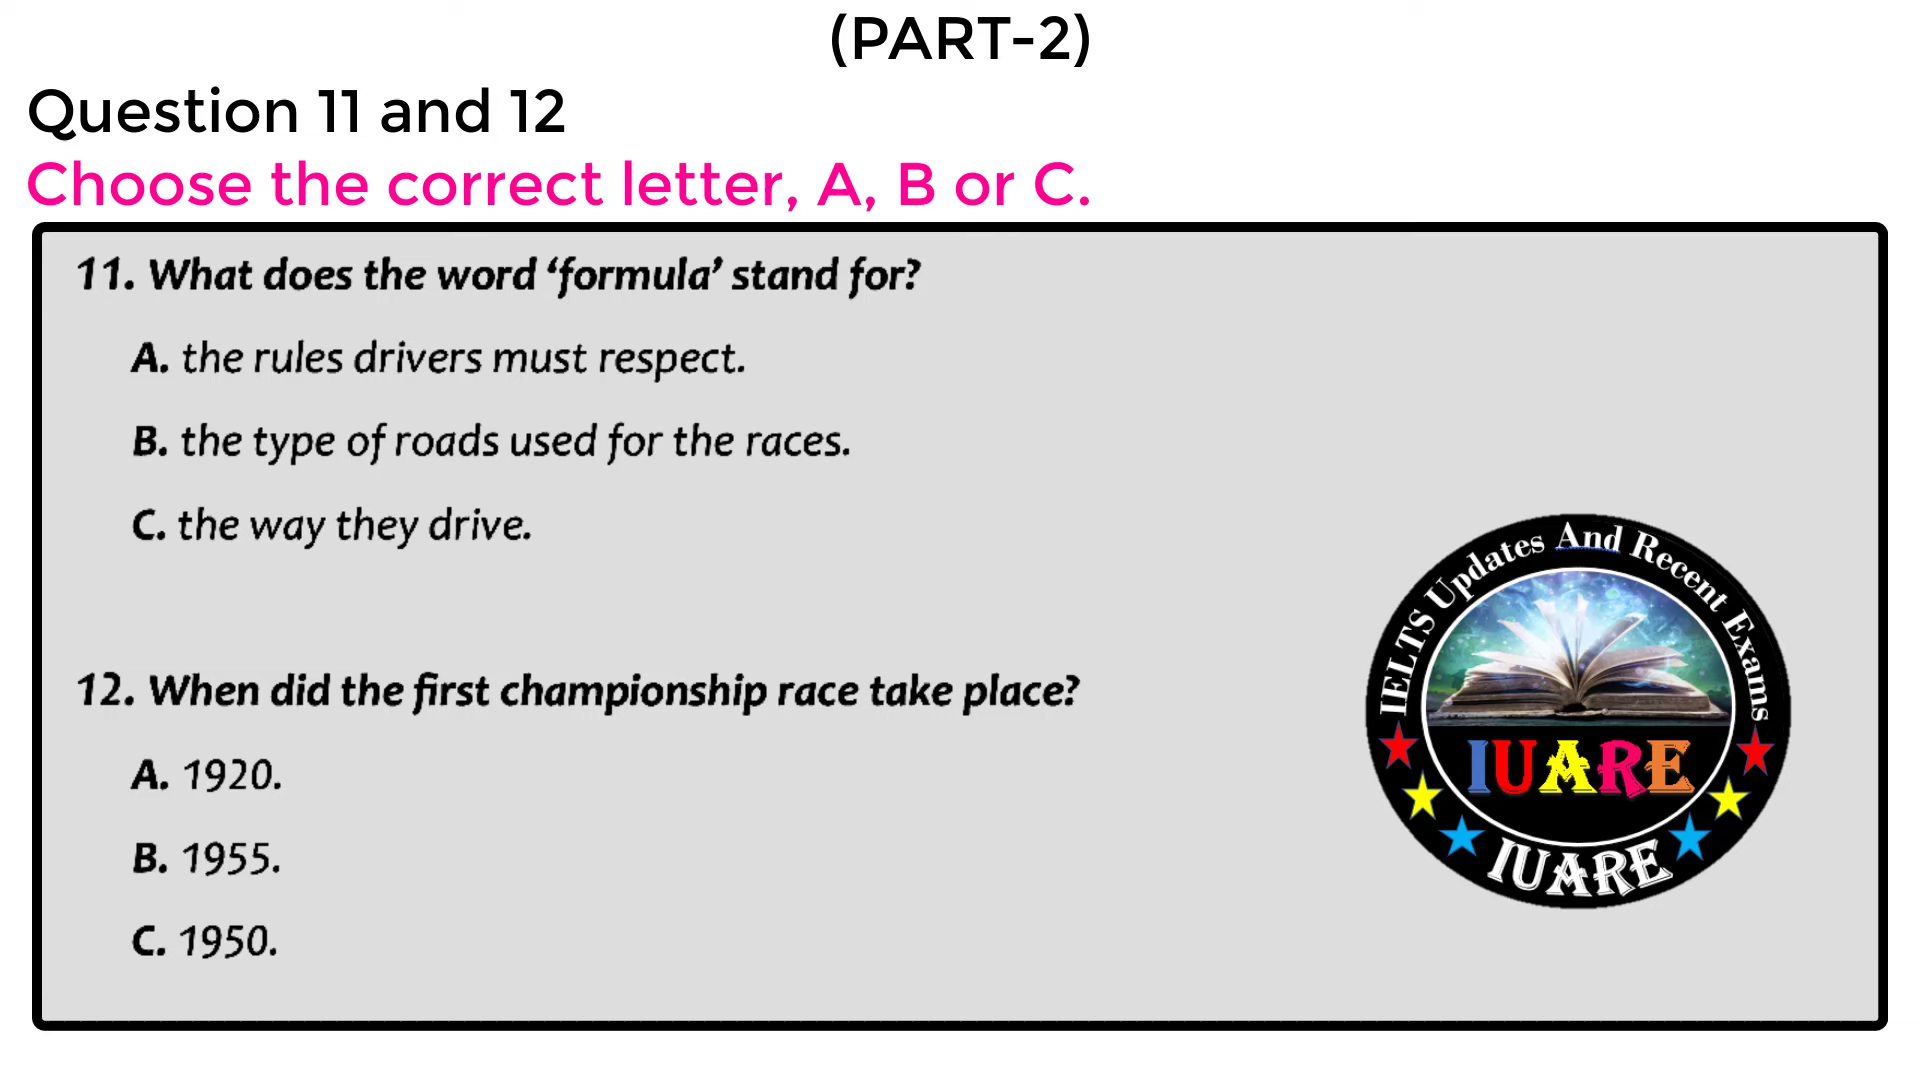 (PART-2)
Question 11 and 12
Choose the correct letter, A, B or C.
11. What does the word ‘formula’ stand for?
A. the rules drivers must respect.
B. the type of roads used for the races.
C. the way they drive.
12. When did the first championship race take place?
A. 1920.
B. 1955.
C. 1950.
IELTS Updates And Recent Exams
IUARE
IUARE